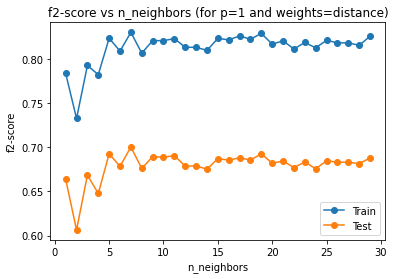 f2-score vs n_neighbors (for p=1 and weights=distance)
f2-score
0.80
0.75
0.70
0.65
0.60
0 5 10 15 20 25 30
n_neighbors
Train
Test